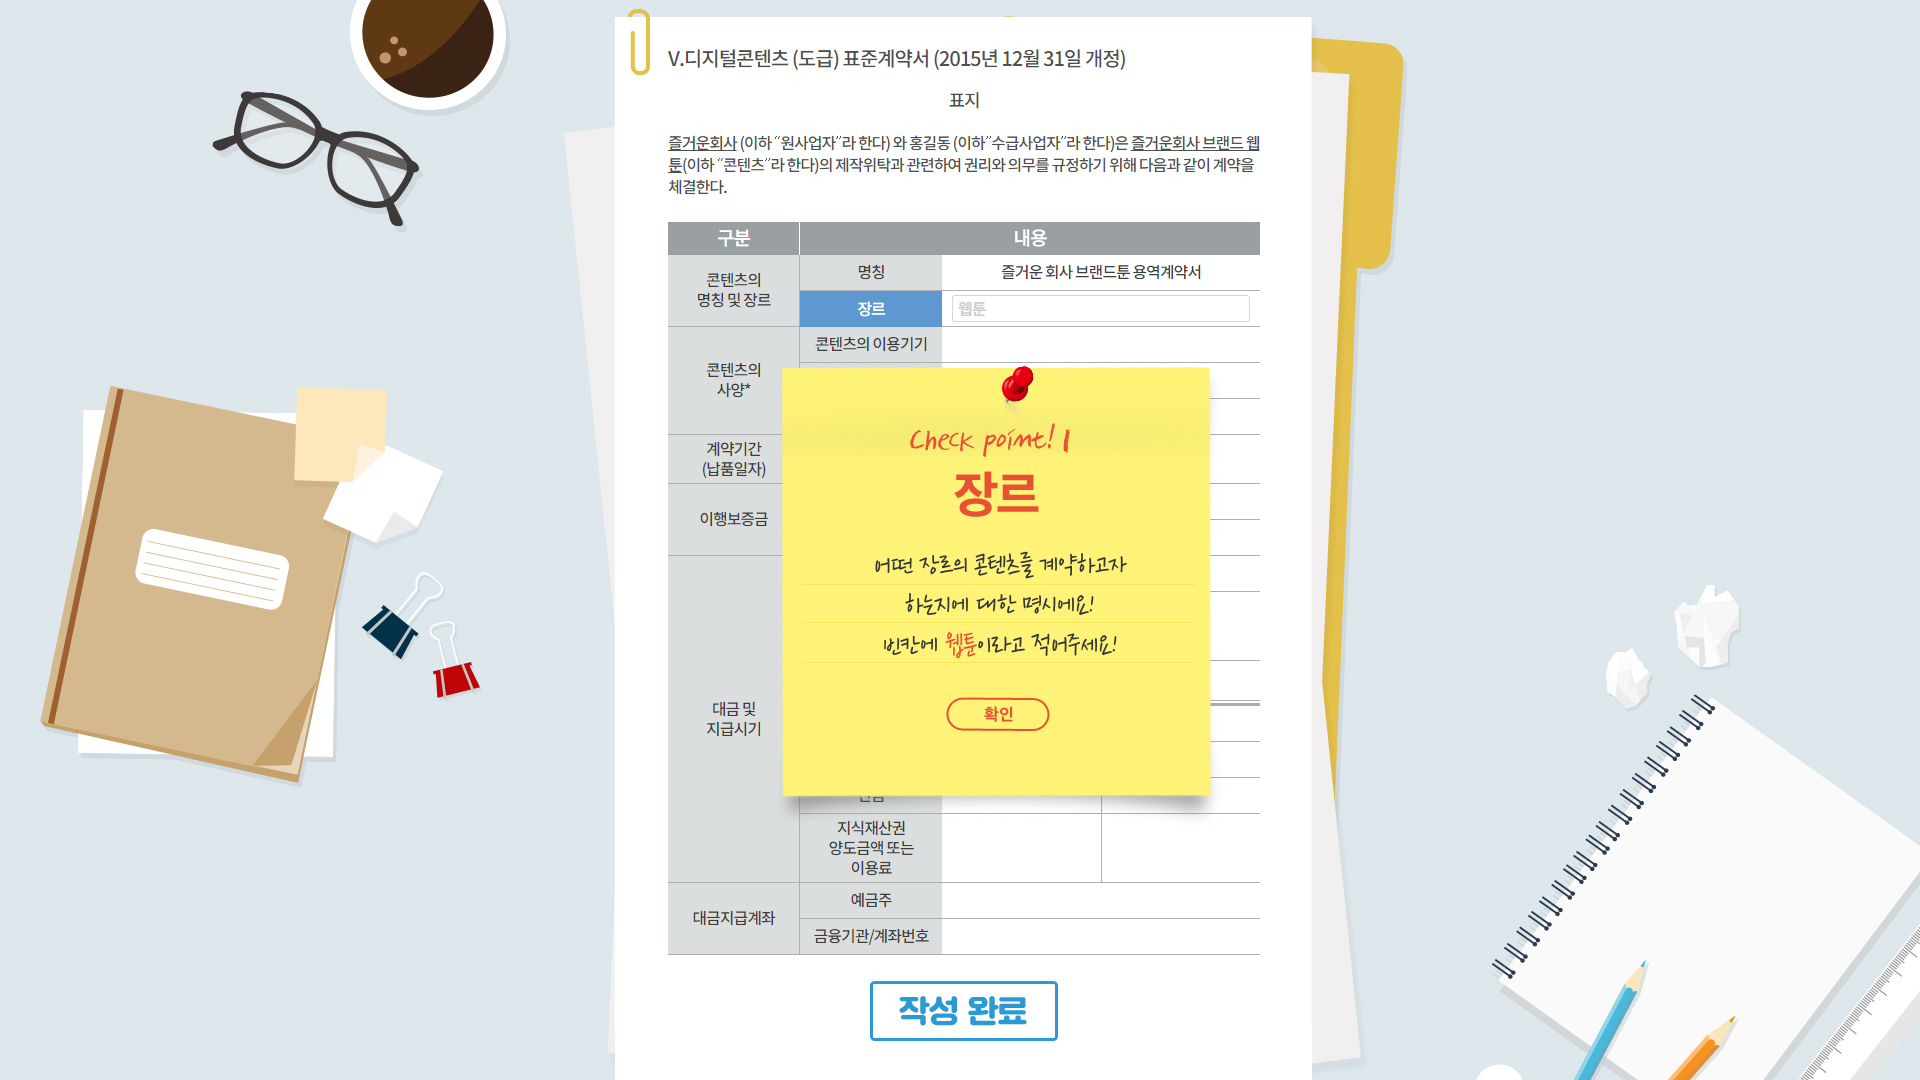 V.디지털콘텐츠 (도급) 표준계약서 (2015년 12월 31일 개정)
표지
즐거운회사 (이하 “원사업자”라 한다) 와 홍길동 (이하”수급사업자”라 한다)은 즐거운회사 브랜드 웹
툰(이하 “콘텐츠”라 한다)의 제작위탁과 관련하여 권리와 의무를 규정하기 위해 다음과 같이 계약을
체결한다.
구분 내용
콘텐츠의
명칭 및 장르
명칭 즐거운 회사 브랜드툰 용역계약서
장르 웹툰
콘텐츠의
사양*
콘텐츠의 이용기기
계약기간
(납품일자)
이행보증금
Check point! 1
장르
어떤 장르의 콘텐츠를 계약하고자
하는지에 대한 명시에요!
빈칸에 웹툰이라고 적어주세요!
확인
대금 및
지급시기
지식재산권
양도금액 또는
이용료
대금지급계좌
예금주
금융기관/계좌번호
작성 완료